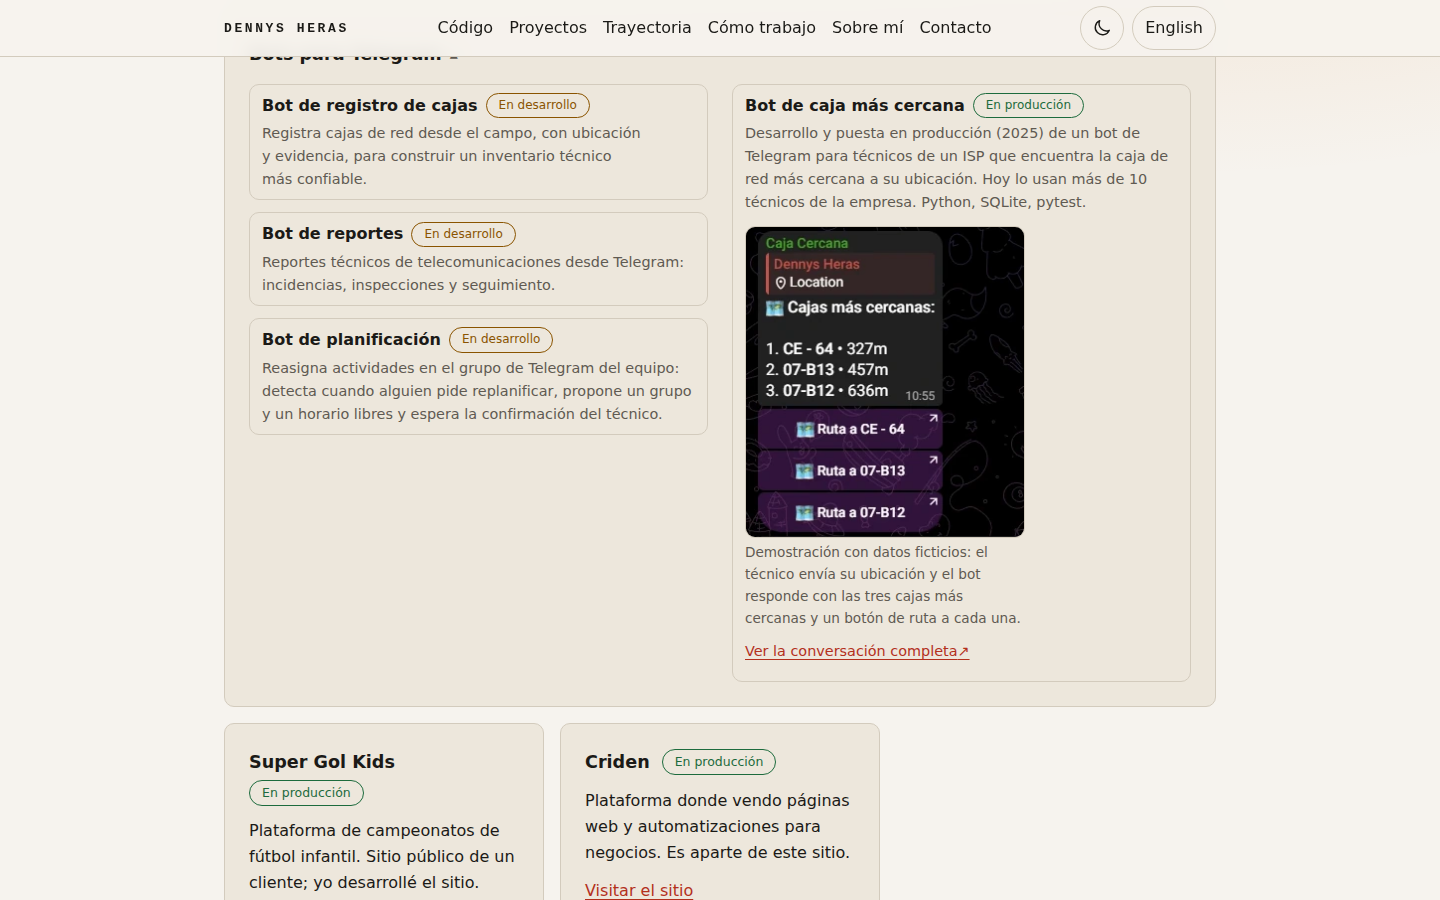 DENNYS HERAS
Código Proyectos Trayectoria Cómo trabajo Sobre mí Contacto
English
Bots para Telegram
Bot de registro de cajas En desarrollo
Registra cajas de red desde el campo, con ubicación
y evidencia, para construir un inventario técnico
más confiable.
Bot de reportes En desarrollo
Reportes técnicos de telecomunicaciones desde Telegram:
incidencias, inspecciones y seguimiento.
Bot de planificación En desarrollo
Reasigna actividades en el grupo de Telegram del equipo:
detecta cuando alguien pide replanificar, propone un grupo
y un horario libres y espera la confirmación del técnico.
Bot de caja más cercana En producción
Desarrollo y puesta en producción (2025) de un bot de
Telegram para técnicos de un ISP que encuentra la caja de
red más cercana a su ubicación. Hoy lo usan más de 10
técnicos de la empresa. Python, SQLite, pytest.
Caja Cercana
Dennys Heras
Location
Cajas más cercanas:
1. CE - 64 • 327m
2. 07-B13 • 457m
3. 07-B12 • 636m
10:55
Ruta a CE - 64
Ruta a 07-B13
Ruta a 07-B12
Demostración con datos ficticios: el
técnico envía su ubicación y el bot
responde con las tres cajas más
cercanas y un botón de ruta a cada una.
Ver la conversación completa↗
Super Gol Kids
En producción
Plataforma de campeonatos de
fútbol infantil. Sitio público de un
cliente; yo desarrollé el sitio.
Criden En producción
Plataforma donde vendo páginas
web y automatizaciones para
negocios. Es aparte de este sitio.
Visitar el sitio